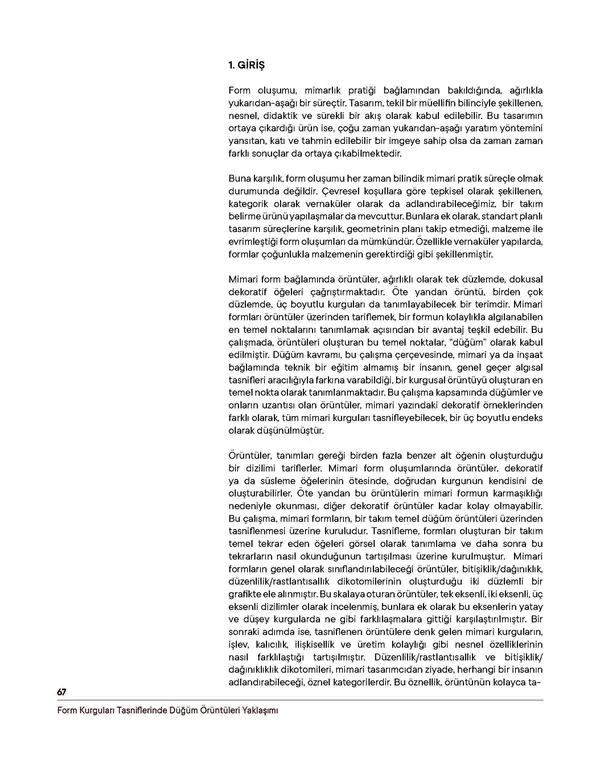 1. GİRİŞ
Form oluşumu, mimarlık pratiği bağlamından bakıldığında, ağırlıkla
yukarıdan-aşağı bir süreçtir. Tasarım, tekil bir müellifin bilinciyle şekillenen,
nesnel, didaktik ve sürekli bir akış olarak kabul edilebilir. Bu tasarımın
ortaya çıkardığı ürün ise, çoğu zaman yukarıdan-aşağı yaratım yöntemini
yansıtan, katı ve tahmin edilebilir bir imgeye sahip olsa da zaman zaman
farklı sonuçlar da ortaya çıkabilmektedir.
Buna karşılık, form oluşumu her zaman bilindik mimari pratik süreçle olmak
durumunda değildir. Çevresel koşullara göre tepkisel olarak şekillenen,
kategorik olarak vernaküler olarak da adlandırabileceğimiz, bir takım
belirme ürünü yapılaşmalar da mevcuttur. Bunlara ek olarak, standart planlı
tasarım süreçlerine karşılık, geometrinin planı takip etmediği, malzeme ile
evrimleştiği form oluşumları da mümkündür. Özellikle vernaküler yapılarda,
formlar çoğunlukla malzemenin gerektirdiği gibi şekillenmiştir.
Mimari form bağlamında örüntüler, ağırlıklı olarak tek düzlemde, dokusal
dekoratif öğeleri çağrıştırmaktadır. Öte yandan örüntü, birden çok
düzlemde, üç boyutlu kurguları da tanımlayabilecek bir terimdir. Mimari
formları örüntüler üzerinden tariflemek, bir formun kolaylıkla algılanabilen
en temel noktalarını tanımlamak açısından bir avantaj teşkil edebilir. Bu
çalışmada, örüntüleri oluşturan bu temel noktalar, "düğüm" olarak kabul
edilmiştir. Düğüm kavramı, bu çalışma çerçevesinde, mimari ya da inşaat
bağlamında teknik bir eğitim almamış bir insanın, genel geçer algısal
tasnifleri aracılığıyla farkına varabildiği, bir kurgusal örüntüyü oluşturan en
temel nokta olarak tanımlanmaktadır. Bu çalışma kapsamında düğümler ve
onların uzantısı olan örüntüler, mimari yazındaki dekoratif örneklerinden
farklı olarak, tüm mimari kurguları tasnifleyebilecek, bir üç boyutlu endeks
olarak düşünülmüştür.
Örüntüler, tanımları gereği birden fazla benzer alt öğenin oluşturduğu
bir dizilimi tarifler. Mimari form oluşumlarında örüntüler, dekoratif
ya da süsleme öğelerinin ötesinde, doğrudan kurgunun kendisini de
oluşturabilirler. Öte yandan bu örüntülerin mimari formun karmaşıklığı
nedeniyle okunması, diğer dekoratif örüntüler kadar kolay olmayabilir.
Bu çalışma, mimari formların, bir takım temel düğüm örüntüleri üzerinden
tasniflenmesi üzerine kuruludur. Tasnifleme, formları oluşturan bir takım
temel tekrar eden öğeleri görsel olarak tanımlama ve daha sonra bu
tekrarların nasıl okunduğunun tartışılması üzerine kurulmuştur. Mimari
formların genel olarak sınıflandırılabileceği örüntüler, bitişiklik/dağınıklık,
düzenlilik/rastlantısallık dikotomilerinin oluşturduğu iki düzlemli bir
grafikte ele alınmıştır. Bu skalaya oturan örüntüler, tek eksenli, iki eksenli, üç
eksenli dizilimler olarak incelenmiş, bunlara ek olarak bu eksenlerin yatay
ve düşey kurgularda ne gibi farklılaşmalara gittiği karşılaştırılmıştır. Bir
sonraki adımda ise, tasniflenen örüntülere denk gelen mimari kurguların,
işlev, kalıcılık, ilişkisellik ve üretim kolaylığı gibi nesnel özelliklerinin
nasıl farklılaştığı tartışılmıştır. Düzenlilik/rastlantısallık ve bitişiklik/
dağınıklıklık dikotomileri, mimari tasarımcıdan ziyade, herhangi bir insanın
adlandırabileceği, öznel kategorilerdir. Bu öznellik, örüntünün kolayca ta-
67
Form Kurguları Tasniflerinde Düğüm Örüntüleri Yaklaşımı